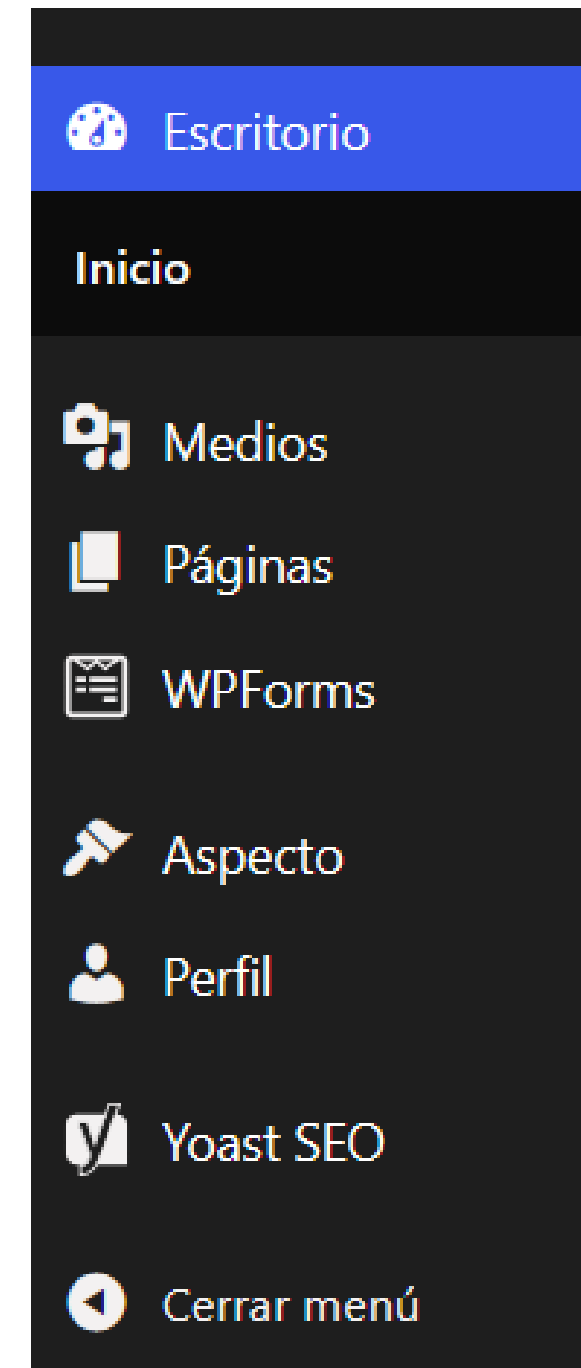 Escritorio
Inicio
Medios
Páginas
WPForms
Aspecto
Perfil
Yoast SEO
Cerrar menú